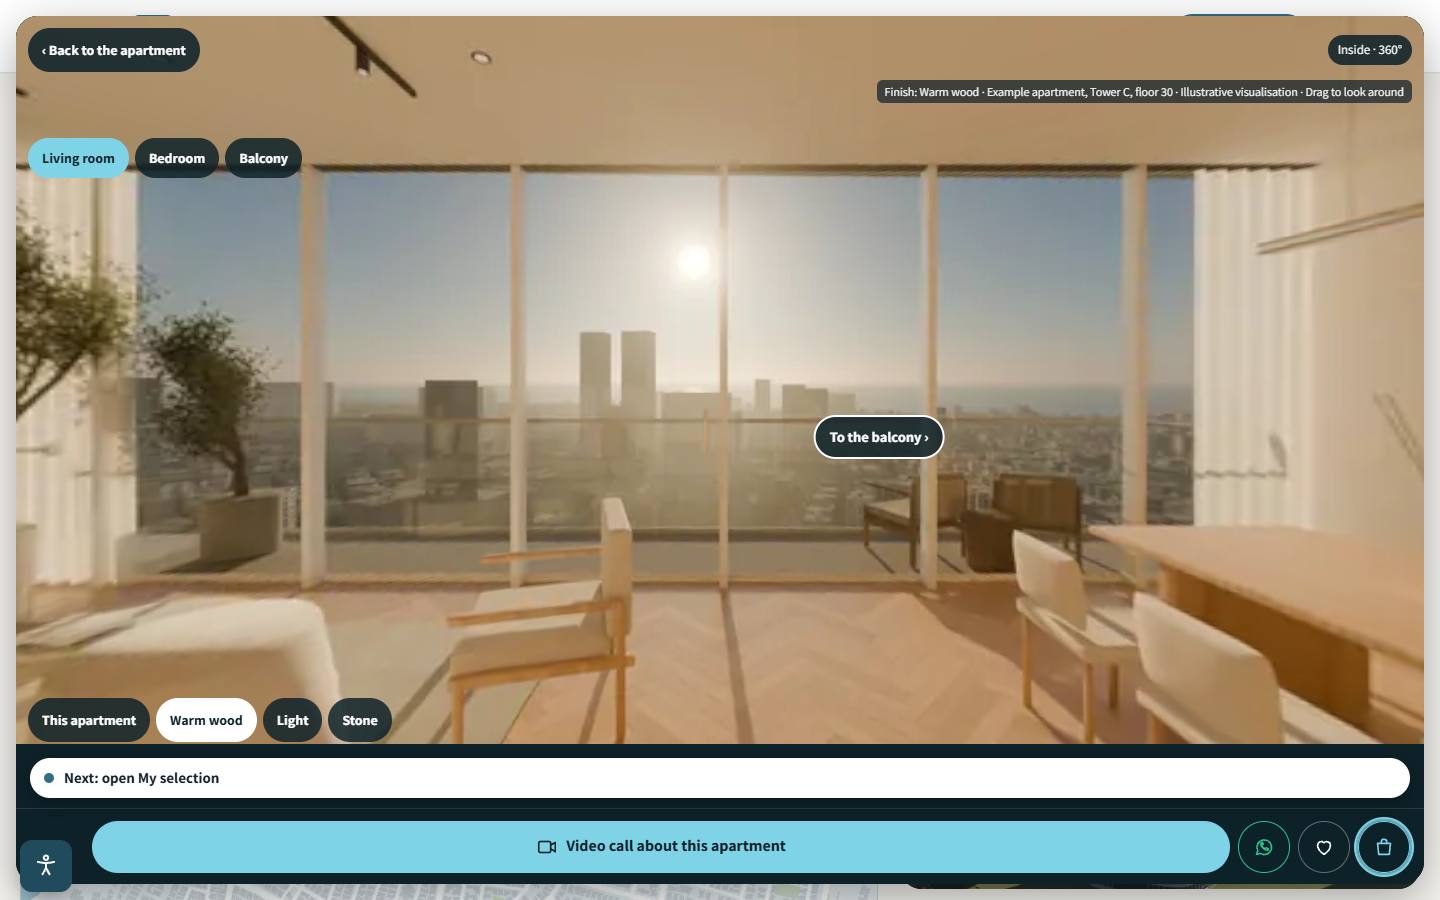 ‹ Back to the apartment
Inside · 360°
Finish: Warm wood · Example apartment, Tower C, floor 30 · Illustrative visualisation · Drag to look around
Living room
Bedroom
Balcony
To the balcony ›
This apartment
Warm wood
Light
Stone
Next: open My selection
Video call about this apartment